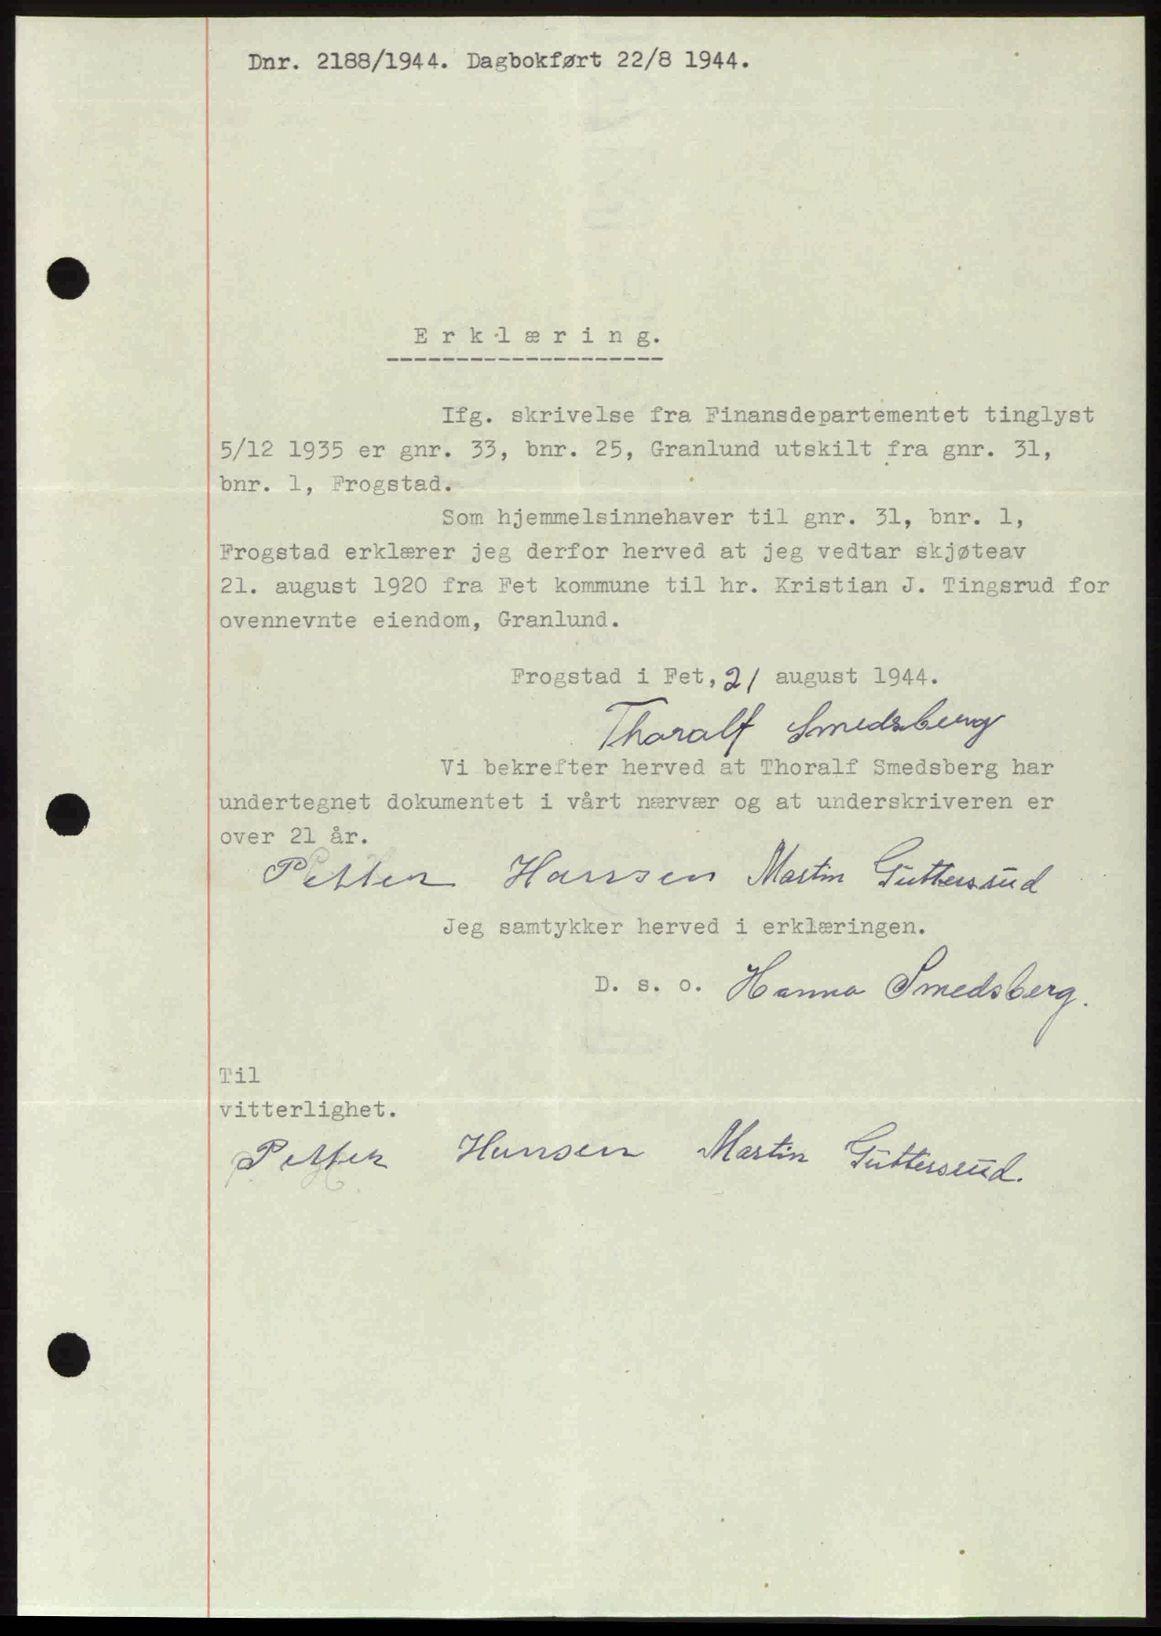 Dnr. 2188/1944. Dagbokført 22/8 1944.
Erklæring.
Ifg. skrivelse fra Finansdepartementet tinglyst
5/12 1935 er gnr. 33, bnr. 25, Granlund utskilt fra gnr. 31,
bnr. 1, Frogstad.
Som hjemmelsinnehaver til gnr. 31, bnr. 1,
Frogstad erklærer jeg derfor herved at jeg vedtar skjøteav
21. august 1920 fra Fet kommune til hr. Kristian J. Tingsrud for
ovennevnte eiendom, Granlund.
Frogstad i Fet, 21 august 1944.
Thoralf Smedsberg
Vi bekrefter herved at Thoralf Smedsberg har
undertegnet dokumentet i vårt nærvær og at underskriveren er
over 21 år.
Petter Hansen Martin Guttersrud
Jeg samtykker herved i erklæringen.
D. s. o. Hanna Smedsberg.
Til
vitterlighet.
Petter Hansen Martin Guttersrud.